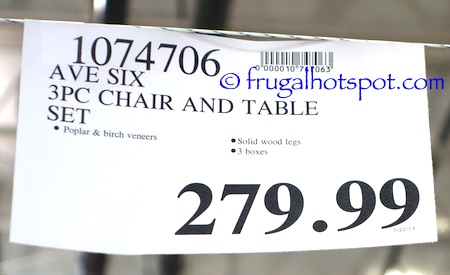 1074706
0000010747063
AVE SIX
© frugalhotspot.com
3PC CHAIR AND TABLE
SET
• Poplar & birch veneers
• Solid wood legs
• 3 boxes
279.99